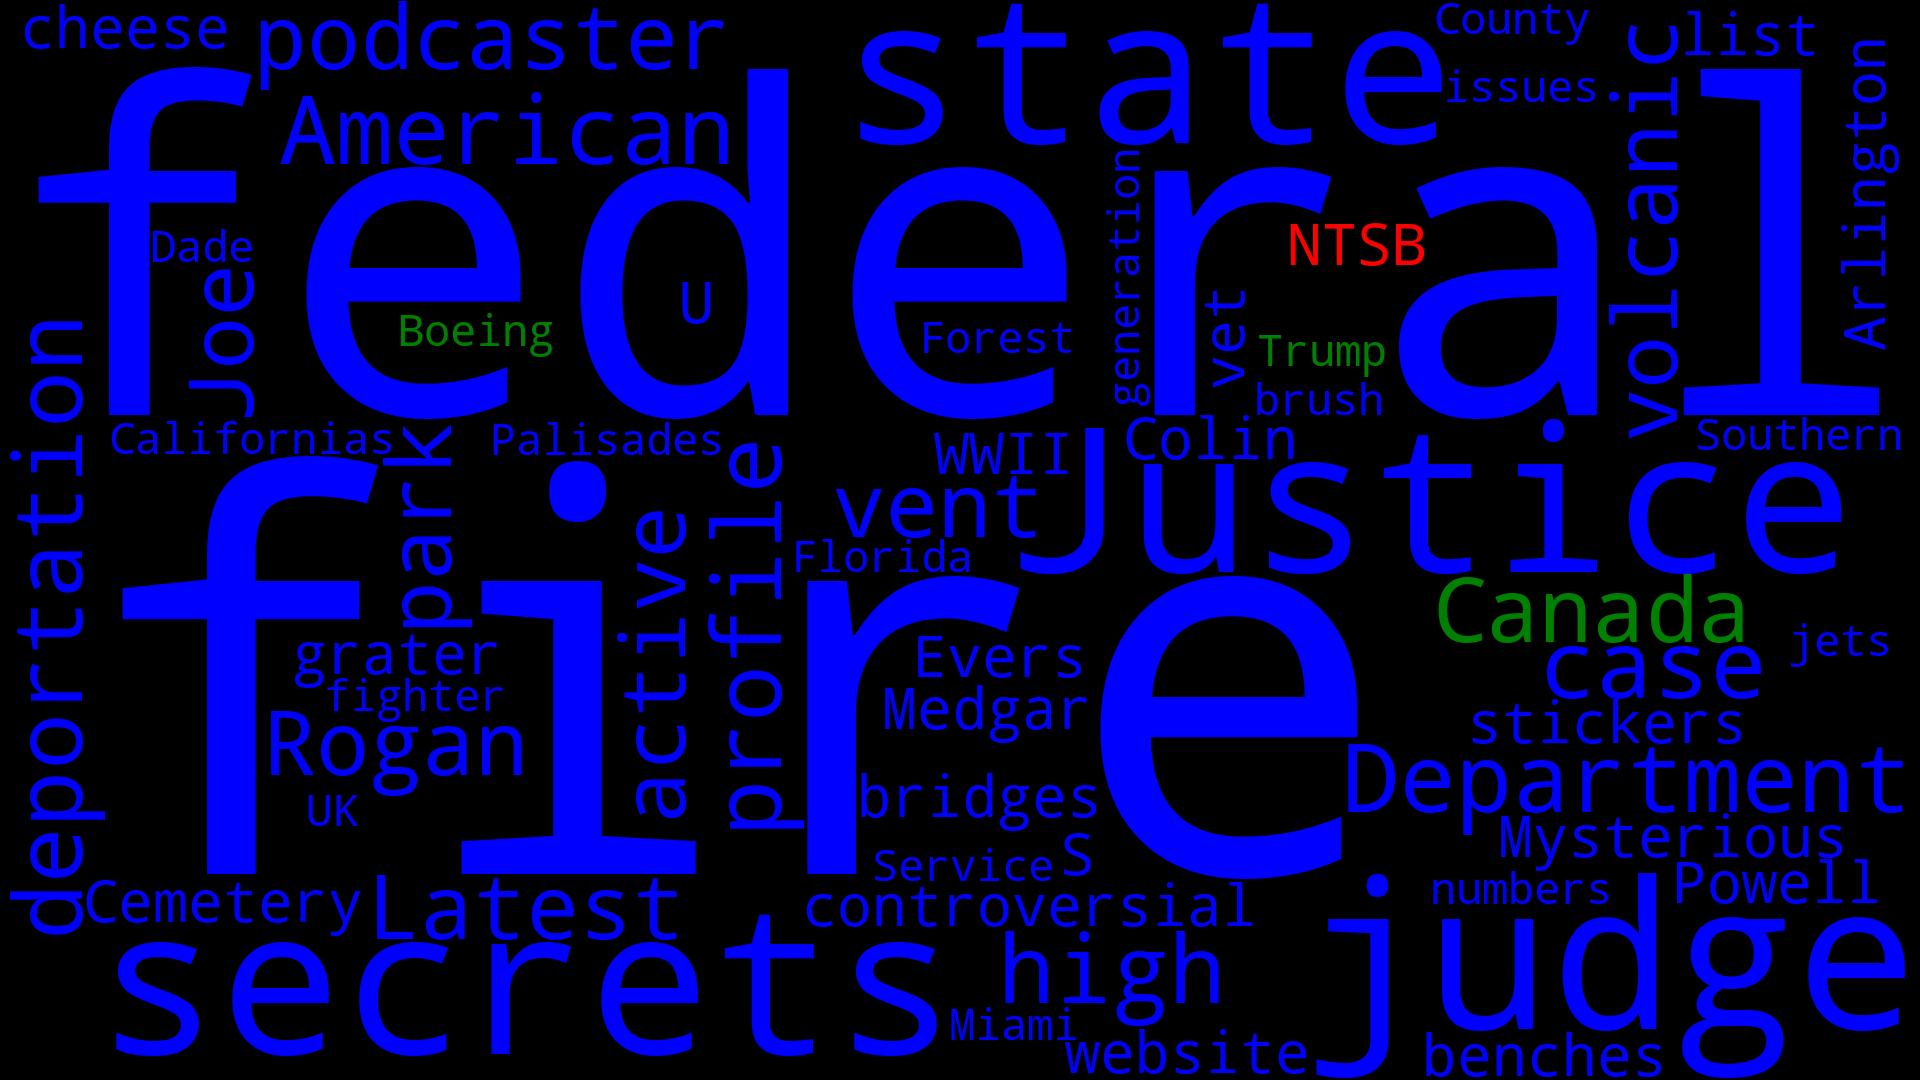 cheese
podcaster
state
County
list
issues
volcanic
Arlington
American
federal
generation
Dade
Joe
Boeing
U
Forest
NTSB
vet
Trump
brush
deportation
Californias
park
Palisades
WWII
Colin
Southern
Justice
vent
Florida
active
profile
fire
Canada
jets
grater
fighter
Rogan
UK
Evers
Medgar
case
stickers
Department
bridges
Mysterious
S
Service
Cemetery
Latest
controversial
numbers
Powell
secrets
high
judge
Miami
website
benches